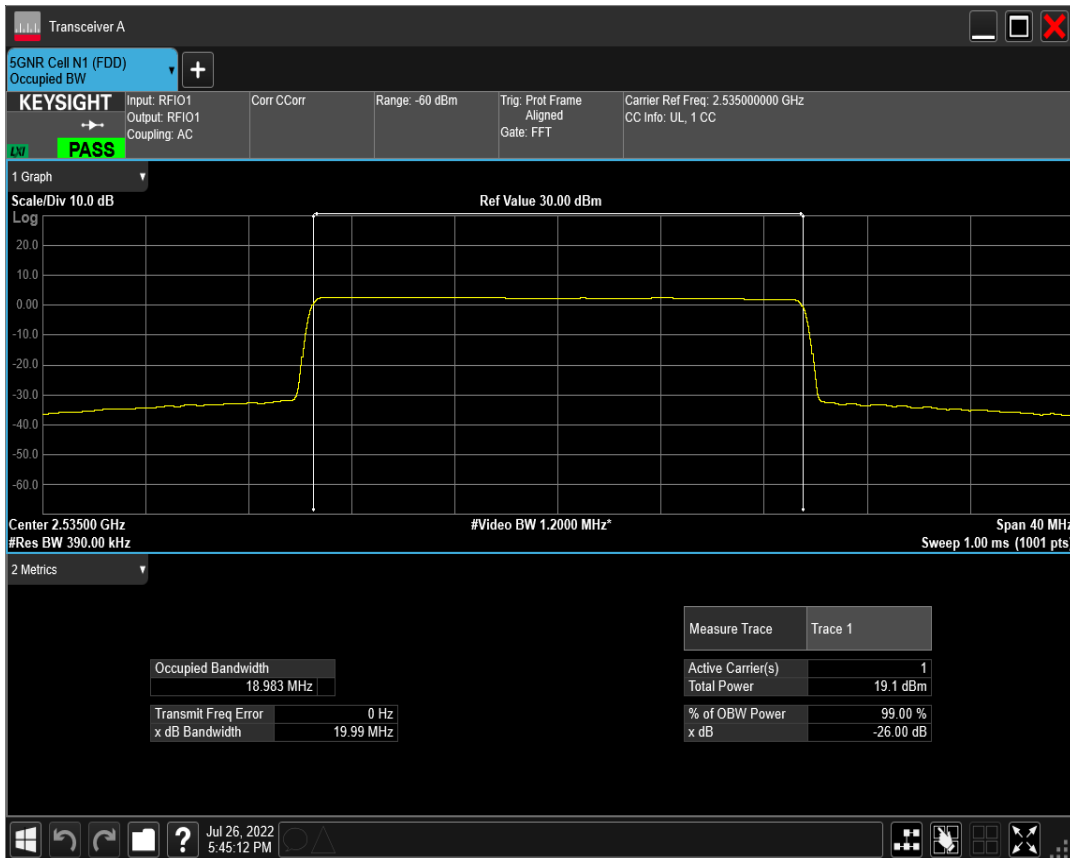 Transceiver A
5GNR Cell N1 (FDD)
Occupied BW
+
KEYSIGHT
LXI
PASS
Input: RFIO1
Output: RFIO1
Coupling: AC
Corr CCorr
Range: -60 dBm
Trig: Prot Frame
Aligned
Gate: FFT
Carrier Ref Freq: 2.535000000 GHz
CC Info: UL, 1 CC
1 Graph
Scale/Div 10.0 dB
Ref Value 30.00 dBm
Log
20.0
10.0
0.00
-10.0
-20.0
-30.0
-40.0
-50.0
-60.0
Center 2.53500 GHz
#Video BW 1.2000 MHz*
Span 40 MHz
#Res BW 390.00 kHz
Sweep 1.00 ms (1001 pts)
2 Metrics
Measure Trace Trace 1
Occupied Bandwidth
18.983 MHz
Active Carrier(s) 1
Total Power 19.1 dBm
Transmit Freq Error 0 Hz
x dB Bandwidth 19.99 MHz
% of OBW Power 99.00 %
x dB -26.00 dB
?
Jul 26, 2022
5:45:12 PM